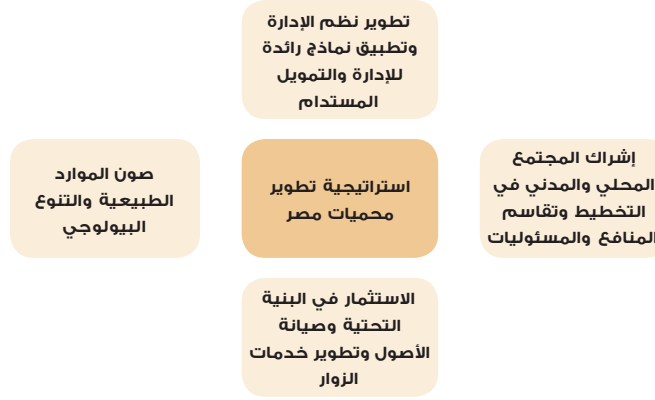 تطوير نظم الإدارة
وتطبيق نماذج رائدة
للإدارة والتمويل
المستدام
إشراك المجتمع
المحلي والمدني في
التخطيط وتقاسم
المنافع والمسئوليات
استراتيجية تطوير
محميات مصر
صون الموارد
الطبيعية والتنوع
البيولوجي
الاستثمار في البنية
التحتية وصيانة
الأصول وتطوير خدمات
الزوار